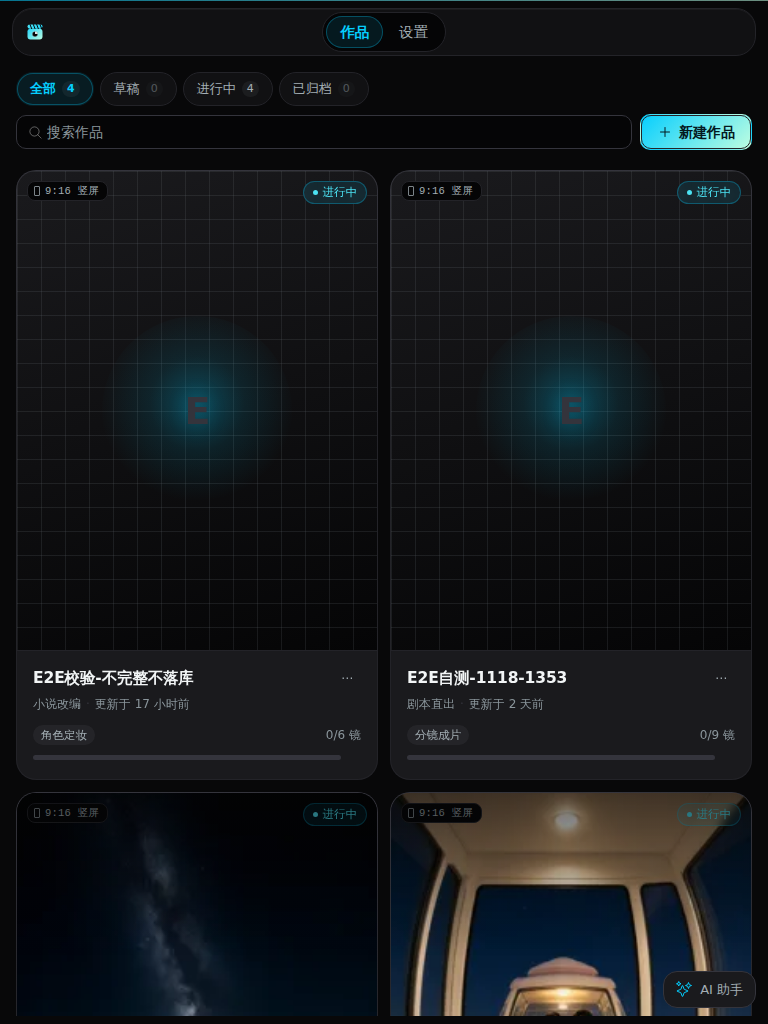 作品 设置
全部 4 草稿 0 进行中 4 已归档 0
搜索作品
+ 新建作品
9:16 竖屏 进行中
E
E2E校验-不完整不落库 ...
小说改编 · 更新于 17 小时前
角色定妆 0/6 镜
9:16 竖屏 进行中
E
E2E自测-1118-1353 ...
剧本直出 · 更新于 2 天前
分镜成片 0/9 镜
9:16 竖屏 进行中
9:16 竖屏 进行中
AI 助手